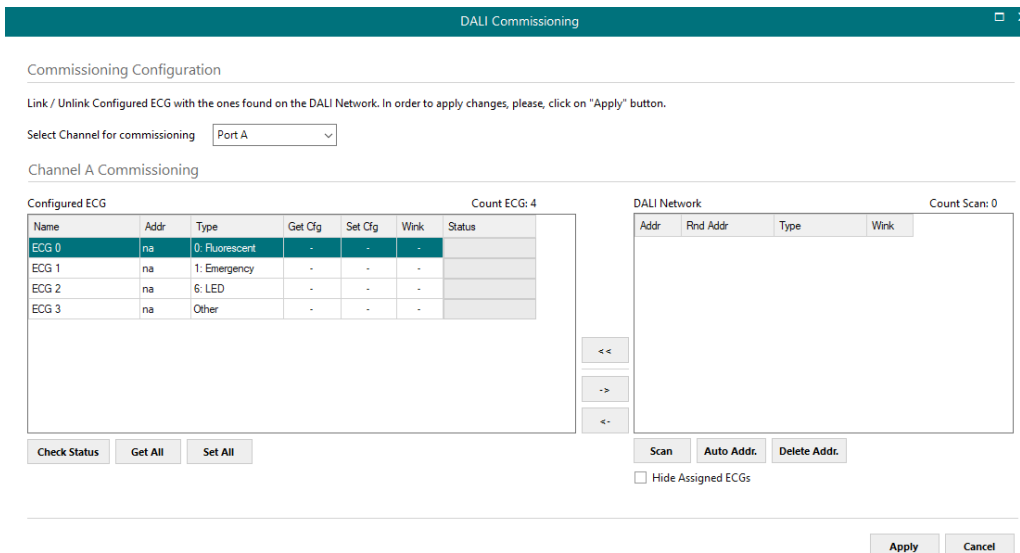 DALI Commissioning
Commissioning Configuration
Link / Unlink Configured ECG with the ones found on the DALI Network. In order to apply changes, please, click on "Apply" button.
Select Channel for commissioning Port A
Channel A Commissioning
Configured ECG Count ECG: 4
Name Addr Type Get Cfg Set Cfg Wink Status
ECG 0 na 0: Fluorescent - - -
ECG 1 na 1: Emergency - - -
ECG 2 na 6: LED - - -
ECG 3 na Other - - -
Check Status Get All Set All
<<
->
<-
DALI Network Count Scan: 0
Addr Rnd Addr Type Wink
Scan Auto Addr. Delete Addr.
Hide Assigned ECGs
Apply Cancel